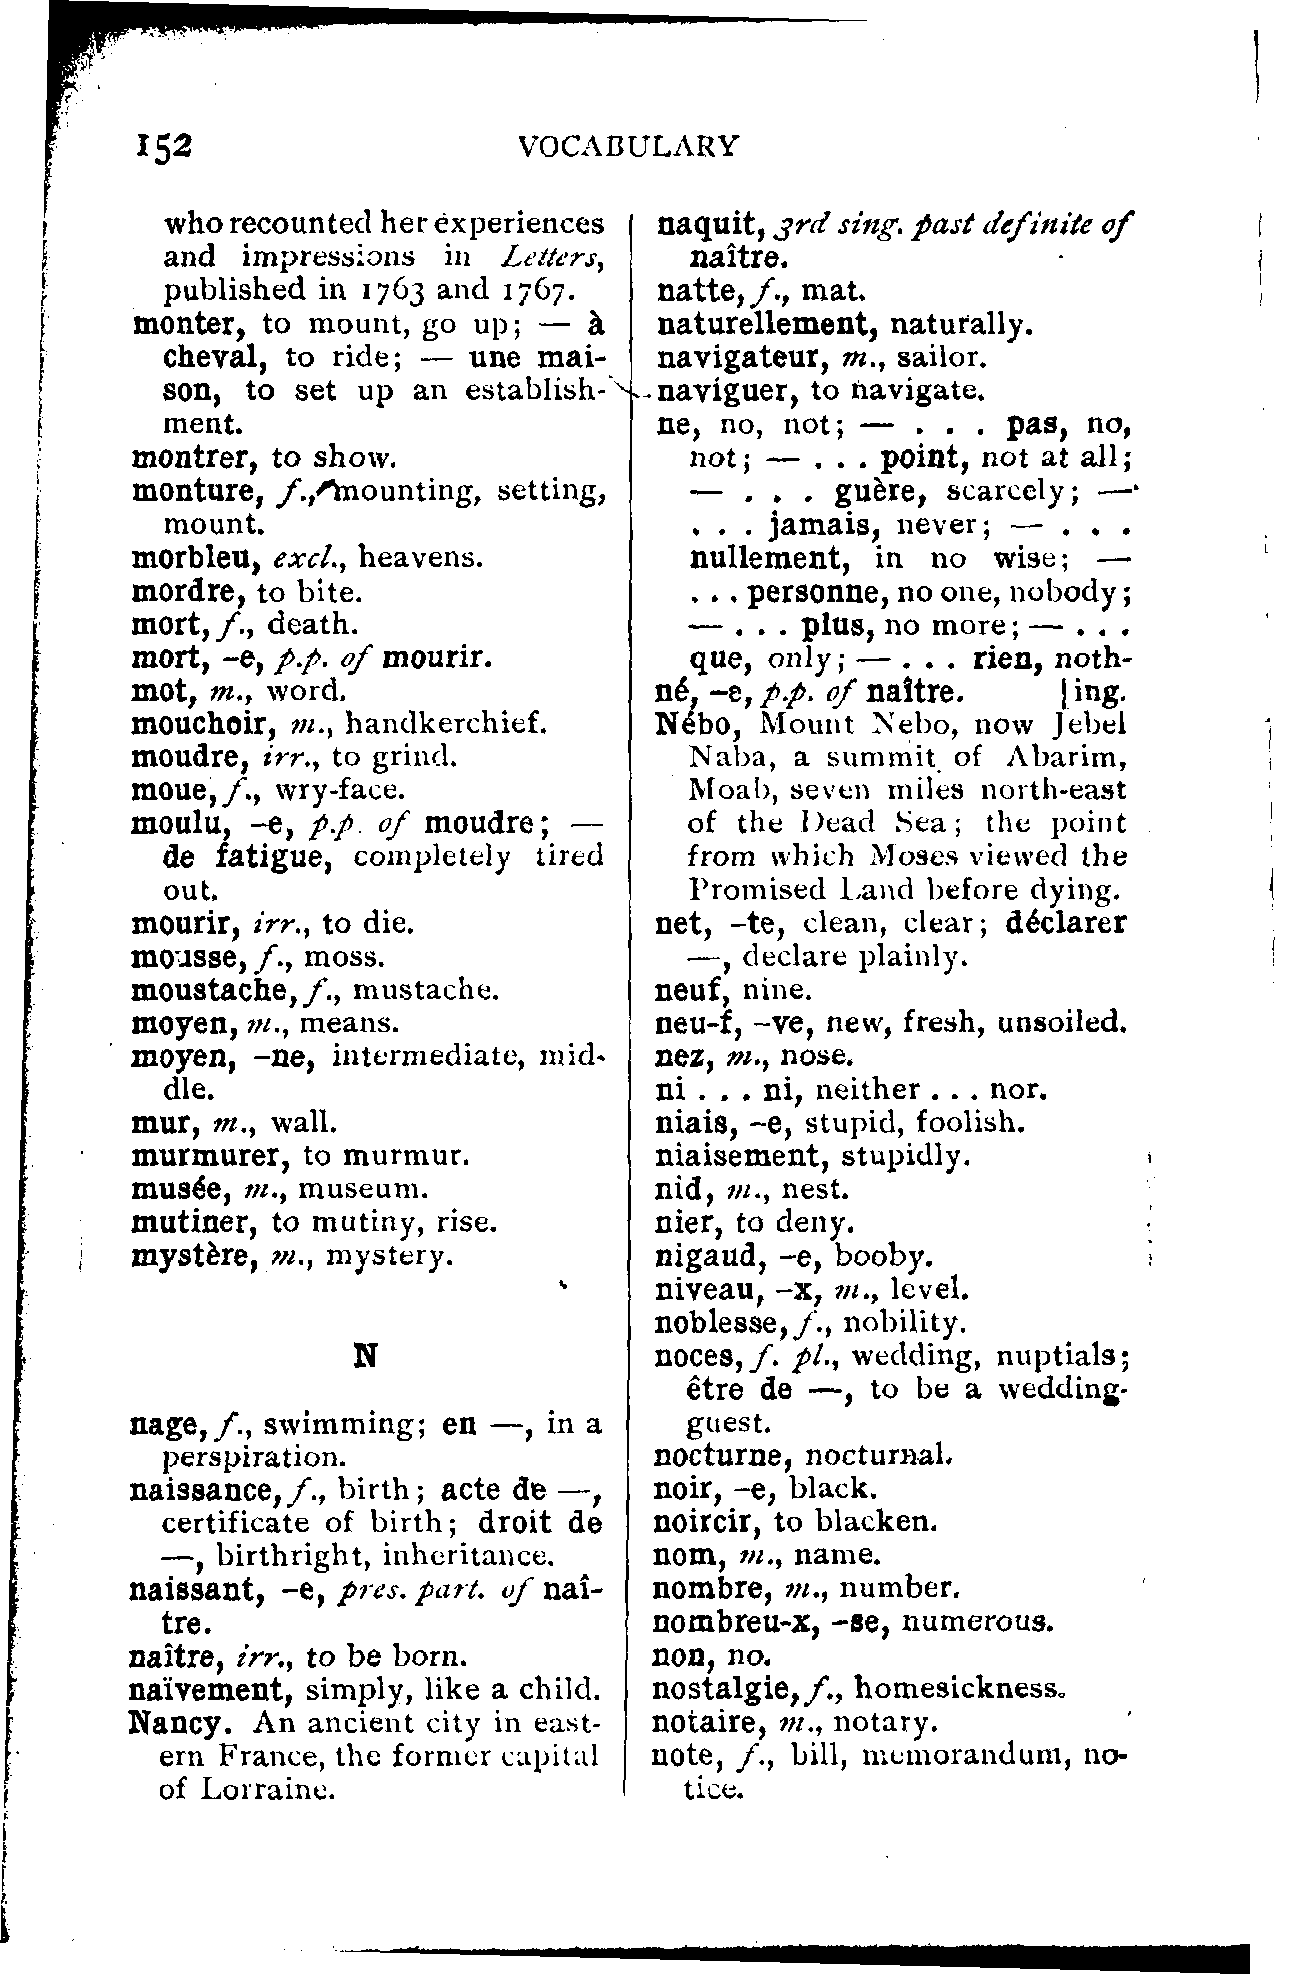 152
VOCABULARY
who recounted her experiences
and impressions in Letters,
published in 1763 and 1767.
monter, to mount, go up; — à
cheval, to ride; — une mai-
son, to set up an establish-
ment.
montrer, to show.
monture, f., mounting, setting,
mount.
morbleu, excl., heavens.
mordre, to bite.
mort, f., death.
mort, -e, p.p. of mourir.
mot, m., word.
mouchoir, m., handkerchief.
moudre, irr., to grind.
moue, f., wry-face.
moulu, -e, p.p. of moudre; —
de fatigue, completely tired
out.
mourir, irr., to die.
mousse, f., moss.
moustache, f., mustache.
moyen, m., means.
moyen, -ne, intermediate, mid-
dle.
mur, m., wall.
murmurer, to murmur.
musée, m., museum.
mutiner, to mutiny, rise.
mystère, m., mystery.
N
nage, f., swimming; en —, in a
perspiration.
naissance, f., birth; acte de —,
certificate of birth; droit de
—, birthright, inheritance.
naissant, -e, pres. part. of naî-
tre.
naître, irr., to be born.
naïvement, simply, like a child.
Nancy. An ancient city in east-
ern France, the former capital
of Lorraine.
naquit, 3rd sing. past definite of
naître.
natte, f., mat.
naturellement, naturally.
navigateur, m., sailor.
naviguer, to navigate.
ne, no, not; — . . . pas, no,
not; — . . . point, not at all;
— . . . guère, scarcely; —
. . . jamais, never; — . . .
nullement, in no wise; —
. . . personne, no one, nobody;
— . . . plus, no more; — . . .
que, only; — . . . rien, noth-
né, -e, p.p. of naître. [ing.
Nébo, Mount Nebo, now Jebel
Naba, a summit of Abarim,
Moab, seven miles north-east
of the Dead Sea; the point
from which Moses viewed the
Promised Land before dying.
net, -te, clean, clear; déclarer
—, declare plainly.
neuf, nine.
neu-f, -ve, new, fresh, unsoiled.
nez, m., nose.
ni . . . ni, neither . . . nor.
niais, -e, stupid, foolish.
niaisement, stupidly.
nid, m., nest.
nier, to deny.
nigaud, -e, booby.
niveau, -x, m., level.
noblesse, f., nobility.
noces, f. pl., wedding, nuptials;
être de —, to be a wedding-
guest.
nocturne, nocturnal.
noir, -e, black.
noircir, to blacken.
nom, m., name.
nombre, m., number.
nombreu-x, -se, numerous.
non, no.
nostalgie, f., homesickness.
notaire, m., notary.
note, f., bill, memorandum, no-
tice.